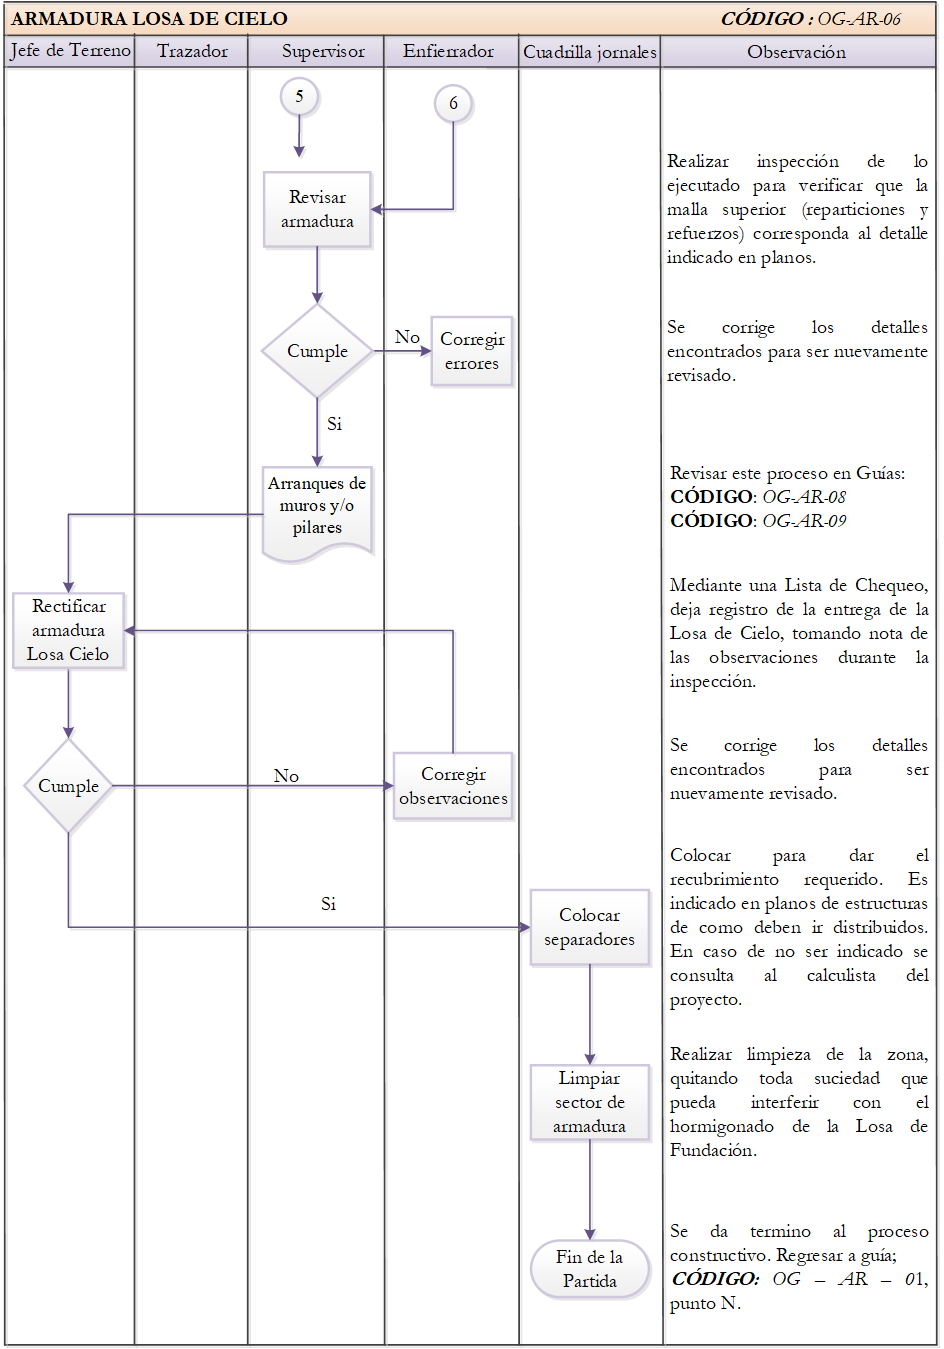 ARMADURA LOSA DE CIELO
CÓDIGO : OG-AR-06
Jefe de Terreno
Trazador
Supervisor
Enfierrador
Cuadrilla jornales
Observación
5
6
Revisar
armadura
Realizar inspección de lo
ejecutado para verificar que la
malla superior (reparticiones y
refuerzos) corresponda al detalle
indicado en planos.
Cumple
No
Corregir
errores
Se corrige los detalles
encontrados para ser nuevamente
revisado.
Si
Arranques de
muros y/o
pilares
Revisar este proceso en Guías:
CÓDIGO: OG-AR-08
CÓDIGO: OG-AR-09
Rectificar
armadura
Losa Cielo
Mediante una Lista de Chequeo,
deja registro de la entrega de la
Losa de Cielo, tomando nota de
las observaciones durante la
inspección.
Cumple
No
Corregir
observaciones
Se corrige los detalles
encontrados para ser
nuevamente revisado.
Si
Colocar
separadores
Colocar para dar el
recubrimiento requerido. Es
indicado en planos de estructuras
de como deben ir distribuidos.
En caso de no ser indicado se
consulta al calculista del
proyecto.
Limpiar
sector de
armadura
Realizar limpieza de la zona,
quitando toda suciedad que
pueda interferir con el
hormigonado de la Losa de
Fundación.
Fin de la
Partida
Se da termino al proceso
constructivo. Regresar a guía;
CÓDIGO: OG – AR – 01,
punto N.